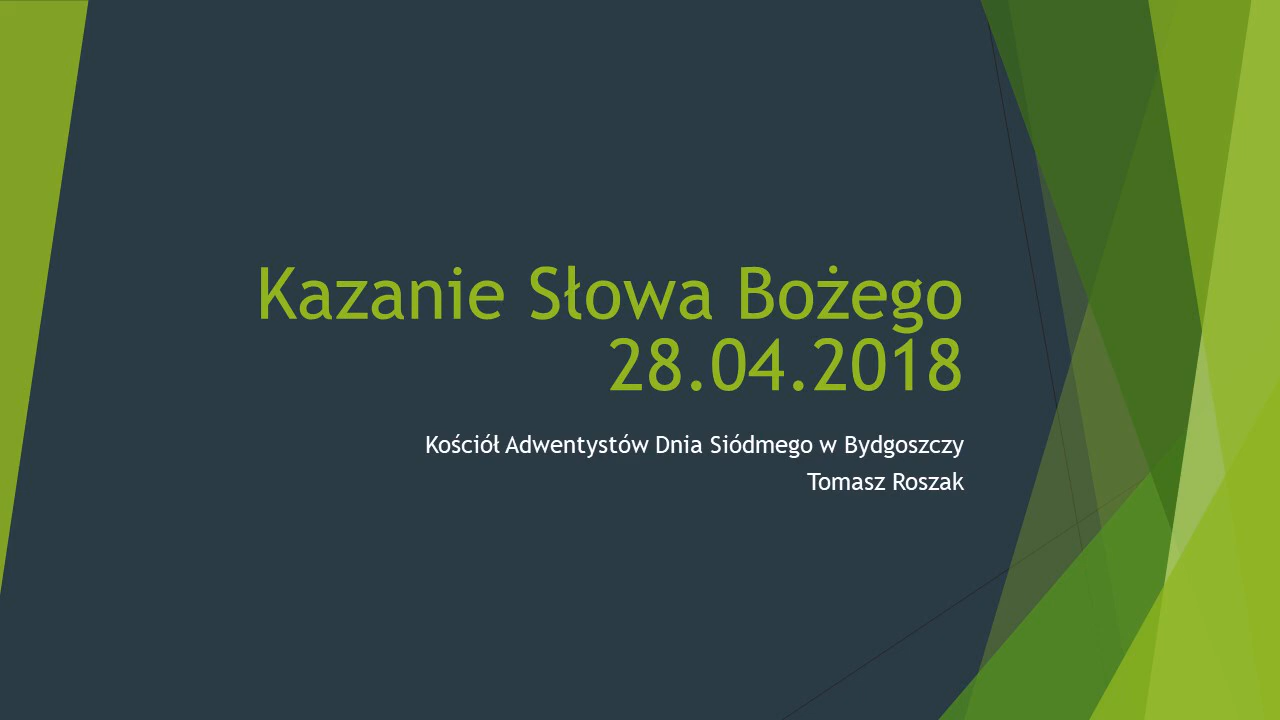 Kazanie Słowa Bożego
28.04.2018
Kościół Adwentystów Dnia Siódmego w Bydgoszczy
Tomasz Roszak